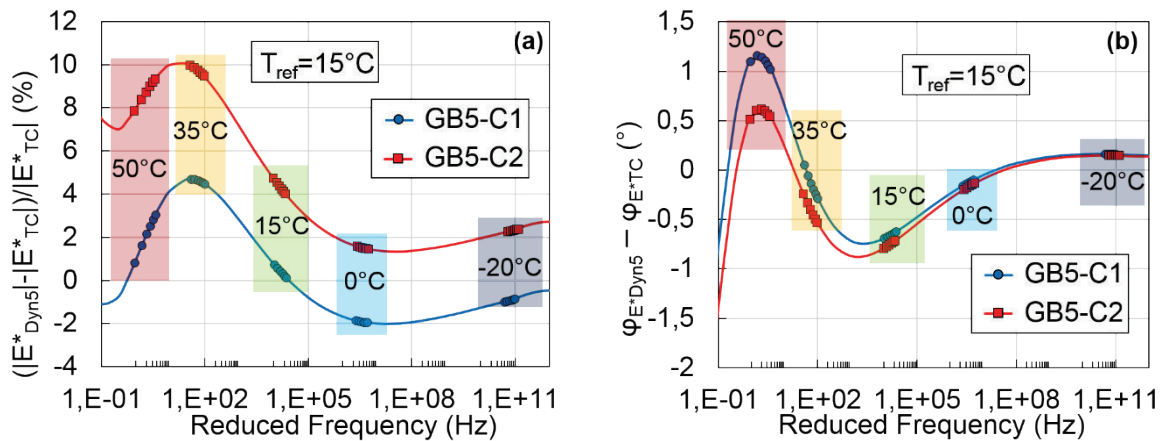 (a)
T_ref=15°C
GB5-C1
GB5-C2
50°C
35°C
15°C
0°C
-20°C
12
10
8
6
4
2
0
-2
-4
(|E*_Dyn5|-|E*_TC|)/|E*_TC| (%)
1,E-01 1,E+02 1,E+05 1,E+08 1,E+11
Reduced Frequency (Hz)
(b)
T_ref=15°C
50°C
35°C
15°C
0°C
-20°C
GB5-C1
GB5-C2
1,5
1
0,5
0
-0,5
-1
-1,5
-2
φ_E*Dyn5 – φ_E*TC (°)
1,E-01 1,E+02 1,E+05 1,E+08 1,E+11
Reduced Frequency (Hz)